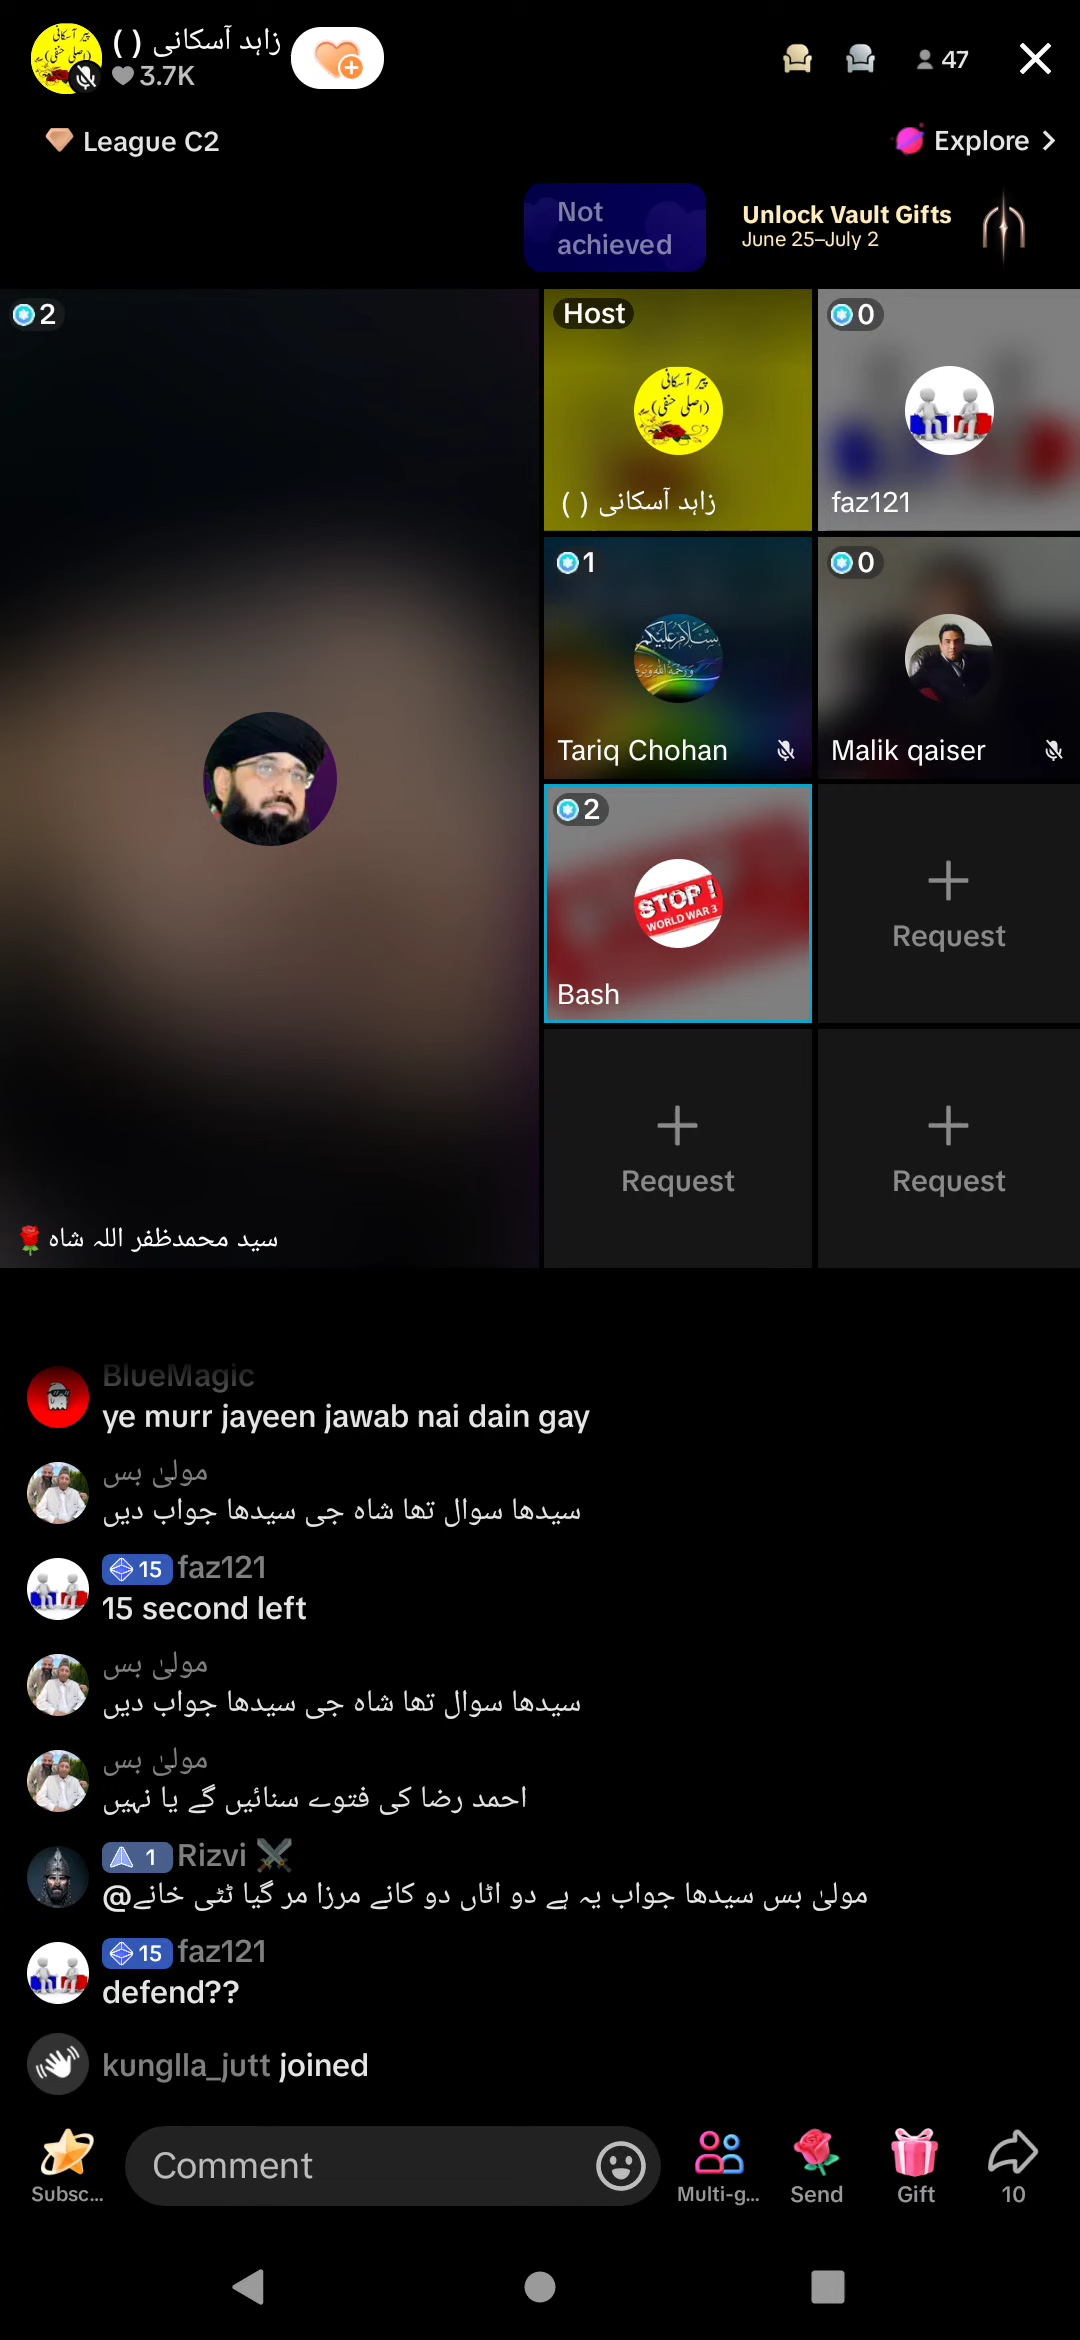 زاہد آسکانی ( )
3.7K
47
League C2
Explore
Not
achieved
Unlock Vault Gifts
June 25–July 2
2
Host
پیر آسکانی
(اصلی حنفی)
زاہد آسکانی ( )
0
faz121
1
Tariq Chohan
0
Malik qaiser
2
STOP !
WORLD WAR 3
Bash
Request
Request
Request
سید محمدظفر اللہ شاہ🌹
BlueMagic
ye murr jayeen jawab nai dain gay
مولیٰ بس
سیدھا سوال تھا شاہ جی سیدھا جواب دیں
15 faz121
15 second left
مولیٰ بس
سیدھا سوال تھا شاہ جی سیدھا جواب دیں
مولیٰ بس
احمد رضا کی فتوے سنائیں گے یا نہیں
1 Rizvi ⚔️
@مولیٰ بس سیدھا جواب یہ ہے دو اٹاں دو کانے مرزا مر گیا ٹٹی خانے
15 faz121
defend??
kunglla_jutt joined
Subsc...
Comment
Multi-g...
Send
Gift
10